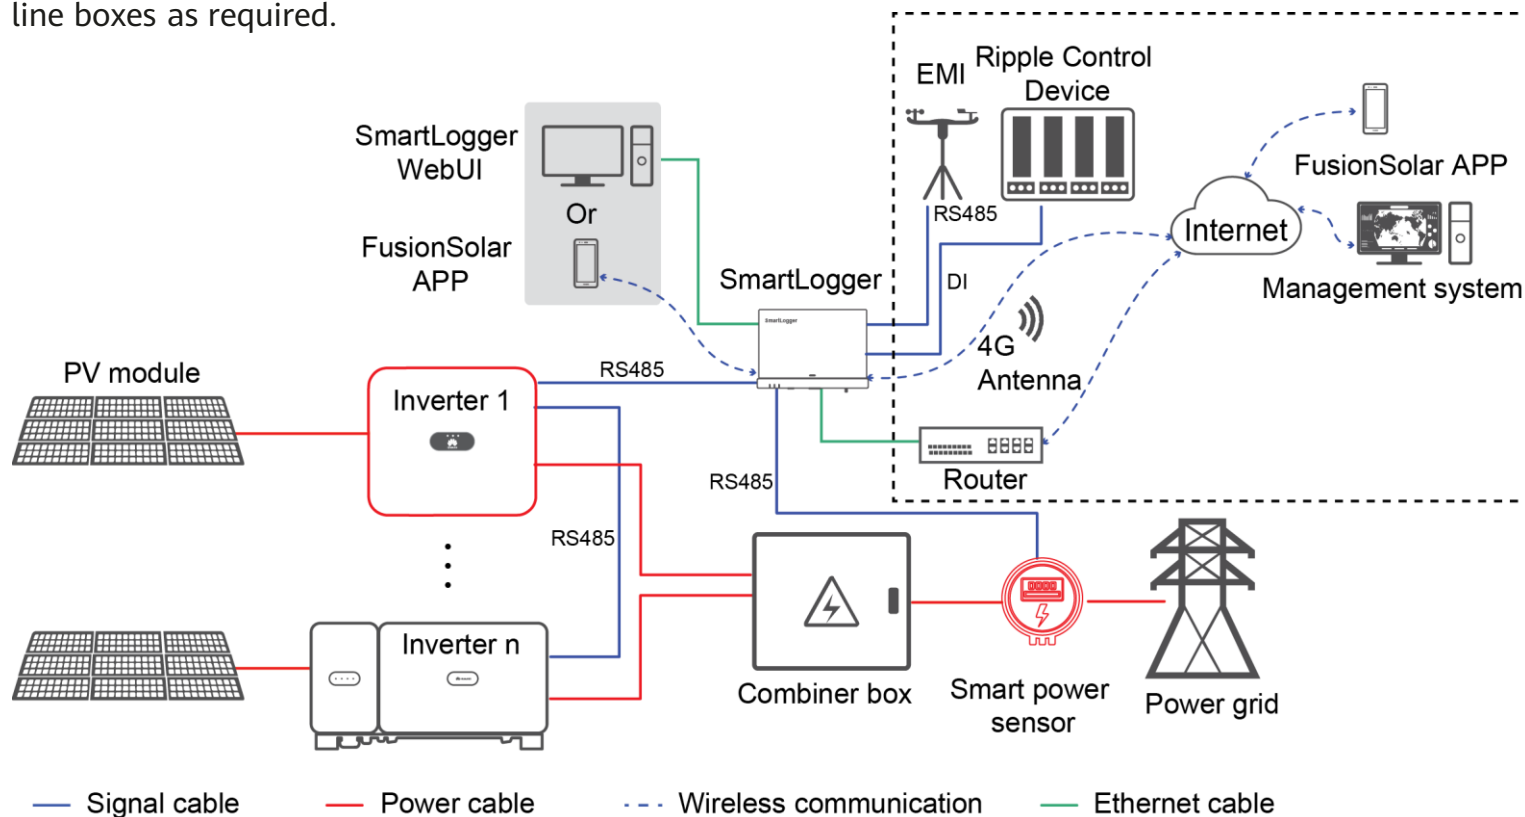 line boxes as required.
EMI
Ripple Control
Device
SmartLogger
WebUI
Or
FusionSolar
APP
FusionSolar APP
Internet
Management system
RS485
DI
SmartLogger
SmartLogger
4G
Antenna
Router
PV module
RS485
Inverter 1
RS485
RS485
Inverter n
Combiner box
Smart power
sensor
Power grid
Signal cable
Power cable
Wireless communication
Ethernet cable